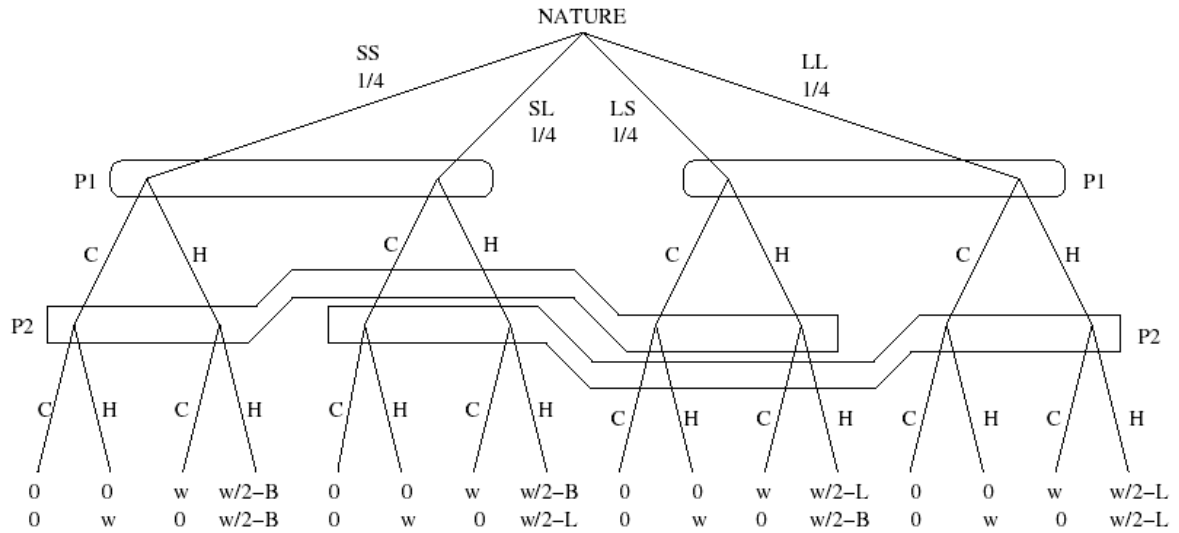 NATURE
SS LL
1/4 1/4
SL LS
1/4 1/4
P1 P1
C H C H C H C H
P2 P2
C H C H C H C H C H C H C H C H
0 0 w w/2−B 0 0 w w/2−B 0 0 w w/2−L 0 0 w w/2−L
0 w 0 w/2−B 0 w 0 w/2−L 0 w 0 w/2−B 0 w 0 w/2−L